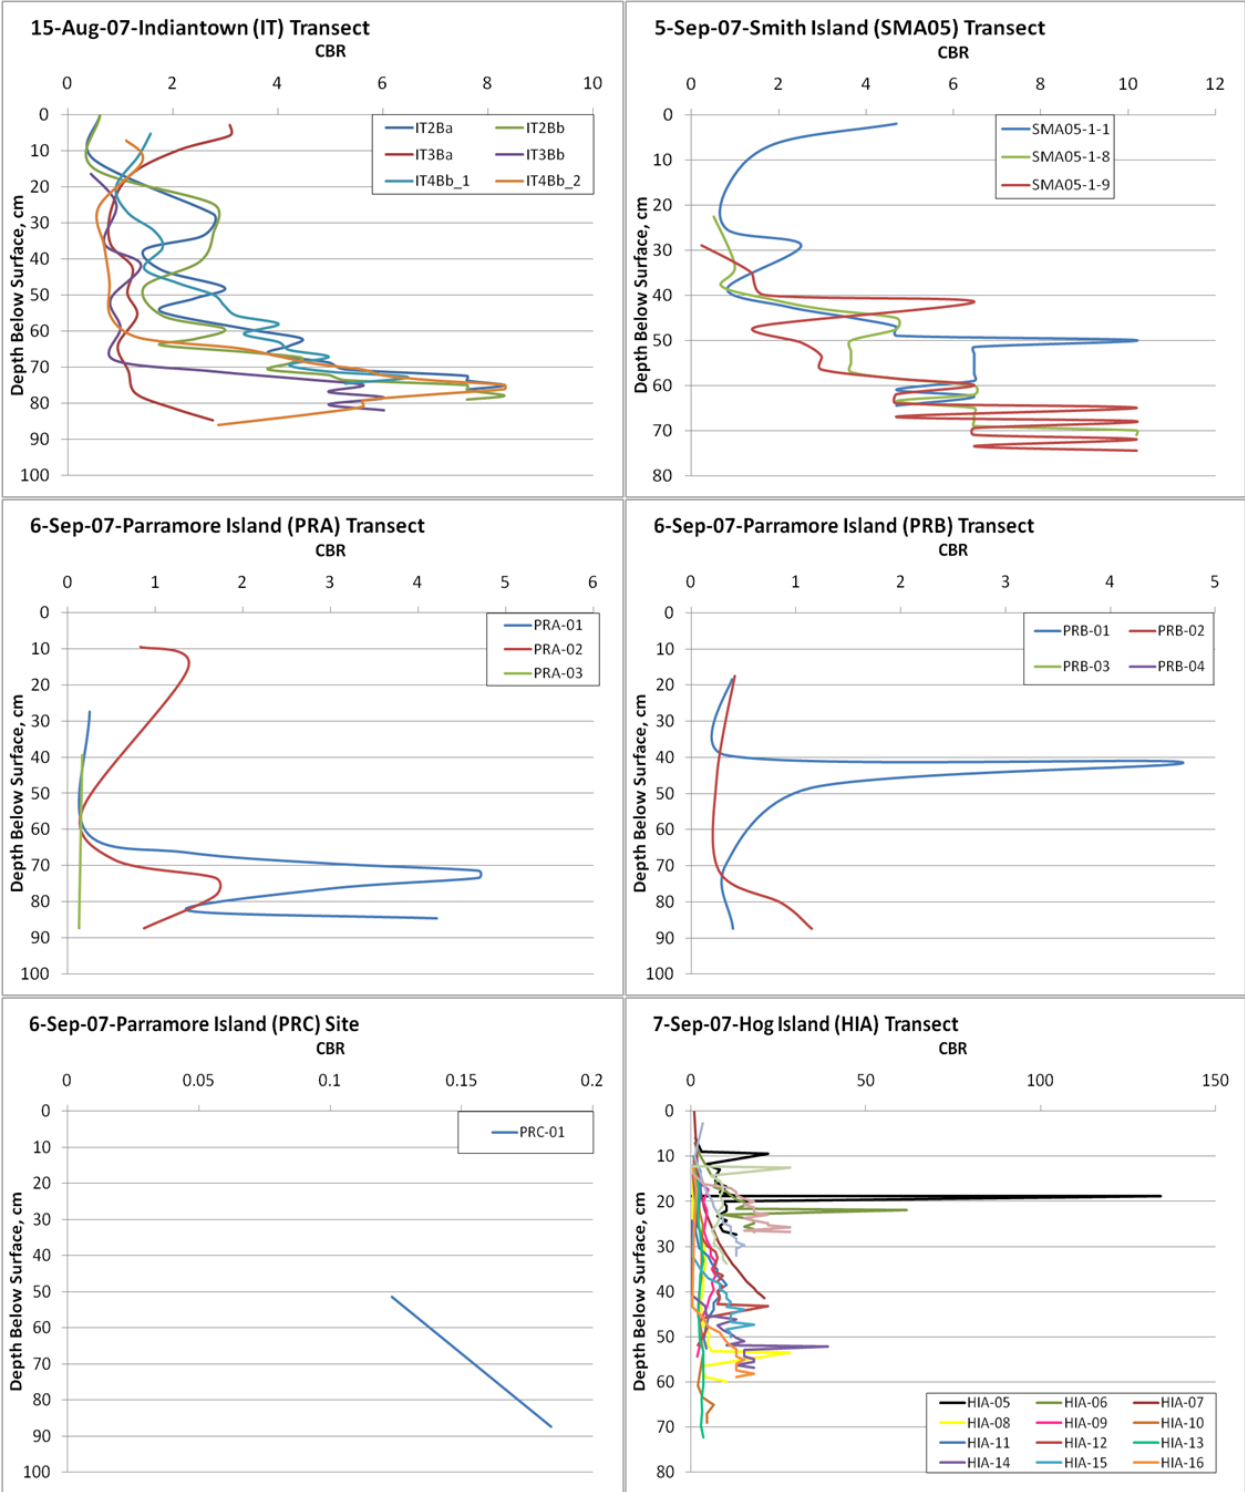 15-Aug-07-Indiantown (IT) Transect
CBR
0 2 4 6 8 10
Depth Below Surface, cm
0
10
20
30
40
50
60
70
80
90
100
IT2Ba IT2Bb
IT3Ba IT3Bb
IT4Bb_1 IT4Bb_2
5-Sep-07-Smith Island (SMA05) Transect
CBR
0 2 4 6 8 10 12
Depth Below Surface, cm
0
10
20
30
40
50
60
70
80
SMA05-1-1
SMA05-1-8
SMA05-1-9
6-Sep-07-Parramore Island (PRA) Transect
CBR
0 1 2 3 4 5 6
Depth Below Surface, cm
0
10
20
30
40
50
60
70
80
90
100
PRA-01
PRA-02
PRA-03
6-Sep-07-Parramore Island (PRB) Transect
CBR
0 1 2 3 4 5
Depth Below Surface, cm
0
10
20
30
40
50
60
70
80
90
100
PRB-01 PRB-02
PRB-03 PRB-04
6-Sep-07-Parramore Island (PRC) Site
CBR
0 0.05 0.1 0.15 0.2
Depth Below Surface, cm
0
10
20
30
40
50
60
70
80
90
100
PRC-01
7-Sep-07-Hog Island (HIA) Transect
CBR
0 50 100 150
Depth Below Surface, cm
0
10
20
30
40
50
60
70
80
HIA-05 HIA-06 HIA-07
HIA-08 HIA-09 HIA-10
HIA-11 HIA-12 HIA-13
HIA-14 HIA-15 HIA-16